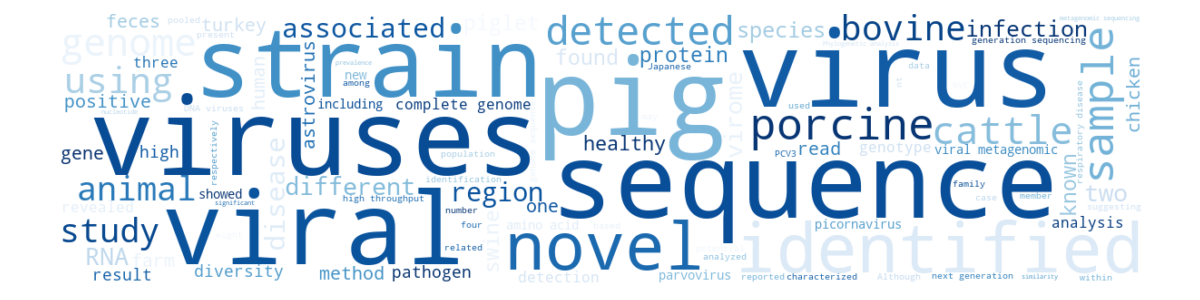 feces
pooled
turkey
associated
piglet
detected
species
bovine
infection
metagenomic sequencing
generation sequencing
genome
present
strain
astrovirus
human
three
using
prevalence
new
among
found
protein
Japanese
virus
data
nt
sample
chicken
positive
DNA viruses
including
complete genome
pig
virome
used
porcine
cattle
respiratory disease
viruses
healthy
PCV3
read
genotype
viral metagenomic
gene
high
respectively
population
sequence
family
known
animal
showed
disease
different
identification
region
high throughput
one
case
member
two
suggesting
revealed
significant
viral
number
study
four
swine
amino acid
novel
picornavirus
analysis
identified
RNA
farm
related
analyzed
result
diversity
method
pathogen
detection
parvovirus
reported
characterized
Although
next generation
similarity
within